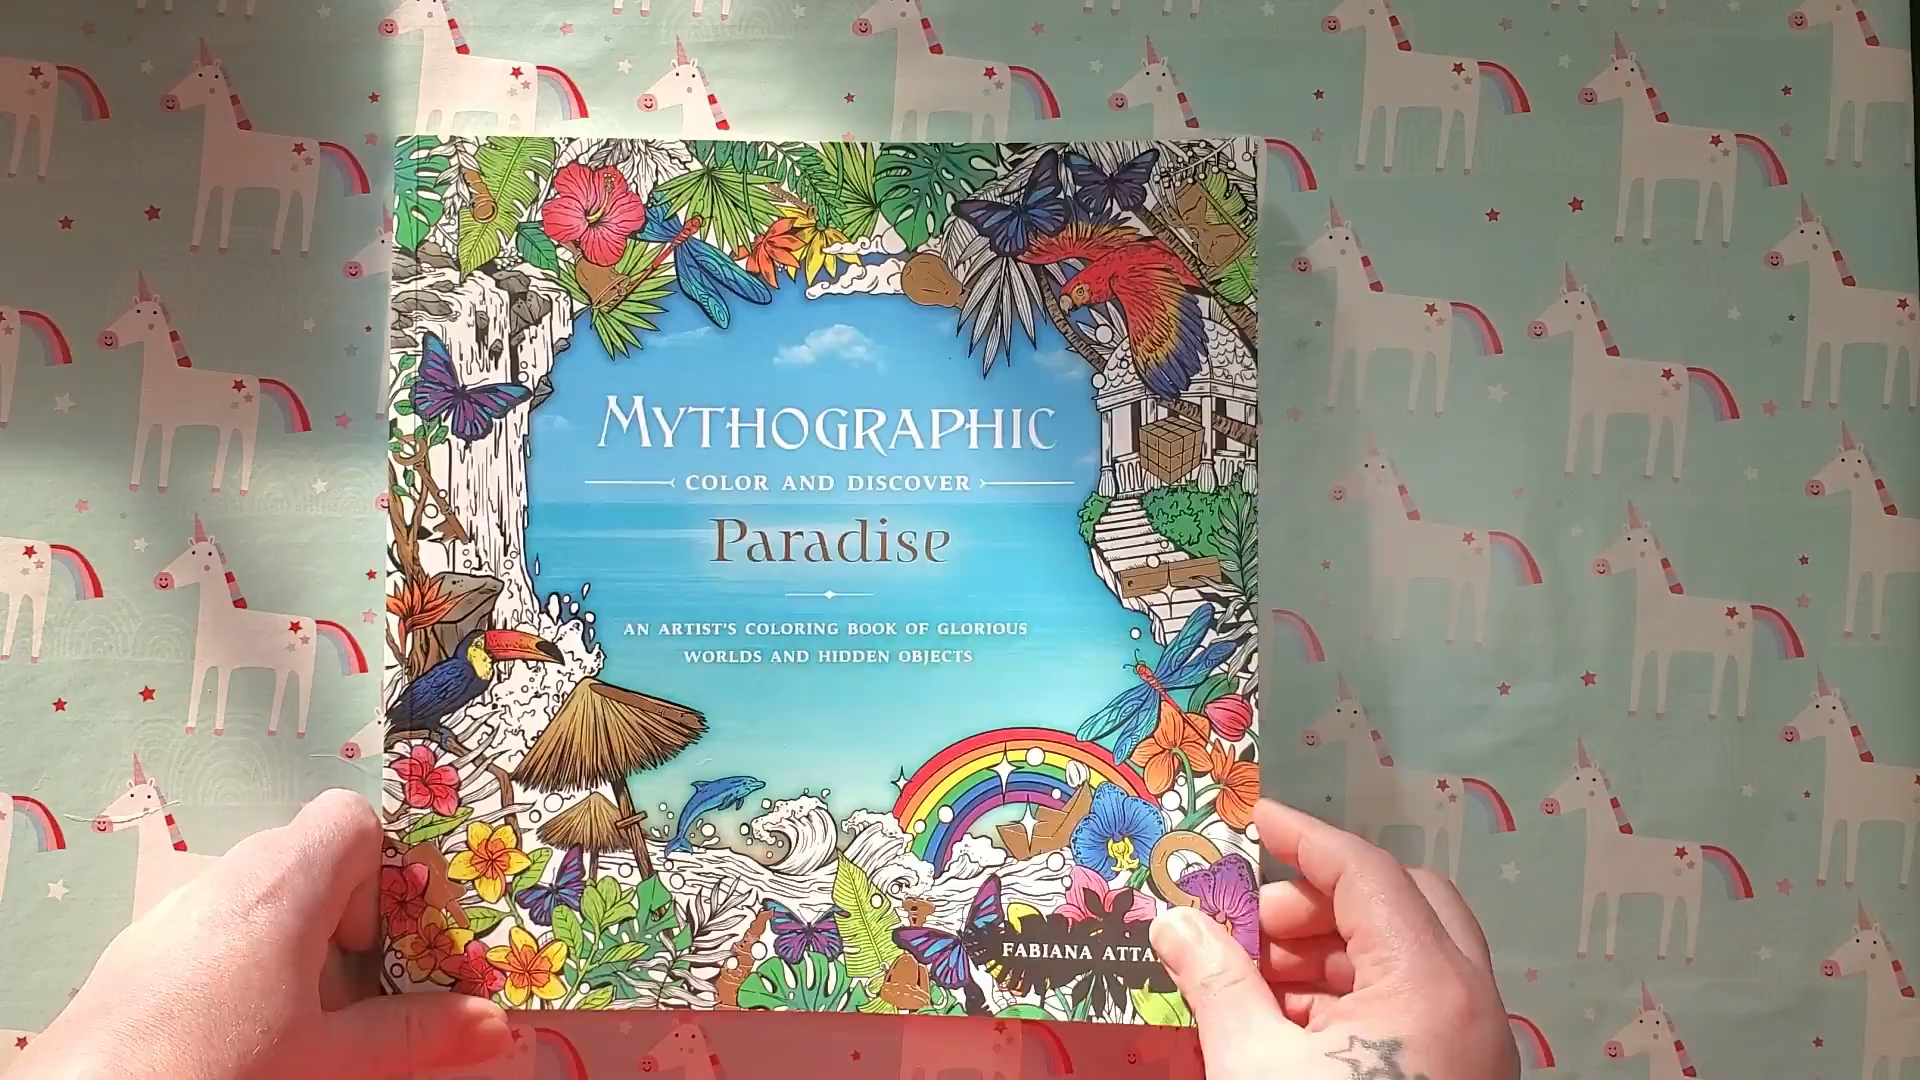 MYTHOGRAPHIC
COLOR AND DISCOVER
Paradise
AN ARTIST'S COLORING BOOK OF GLORIOUS
WORLDS AND HIDDEN OBJECTS
FABIANA